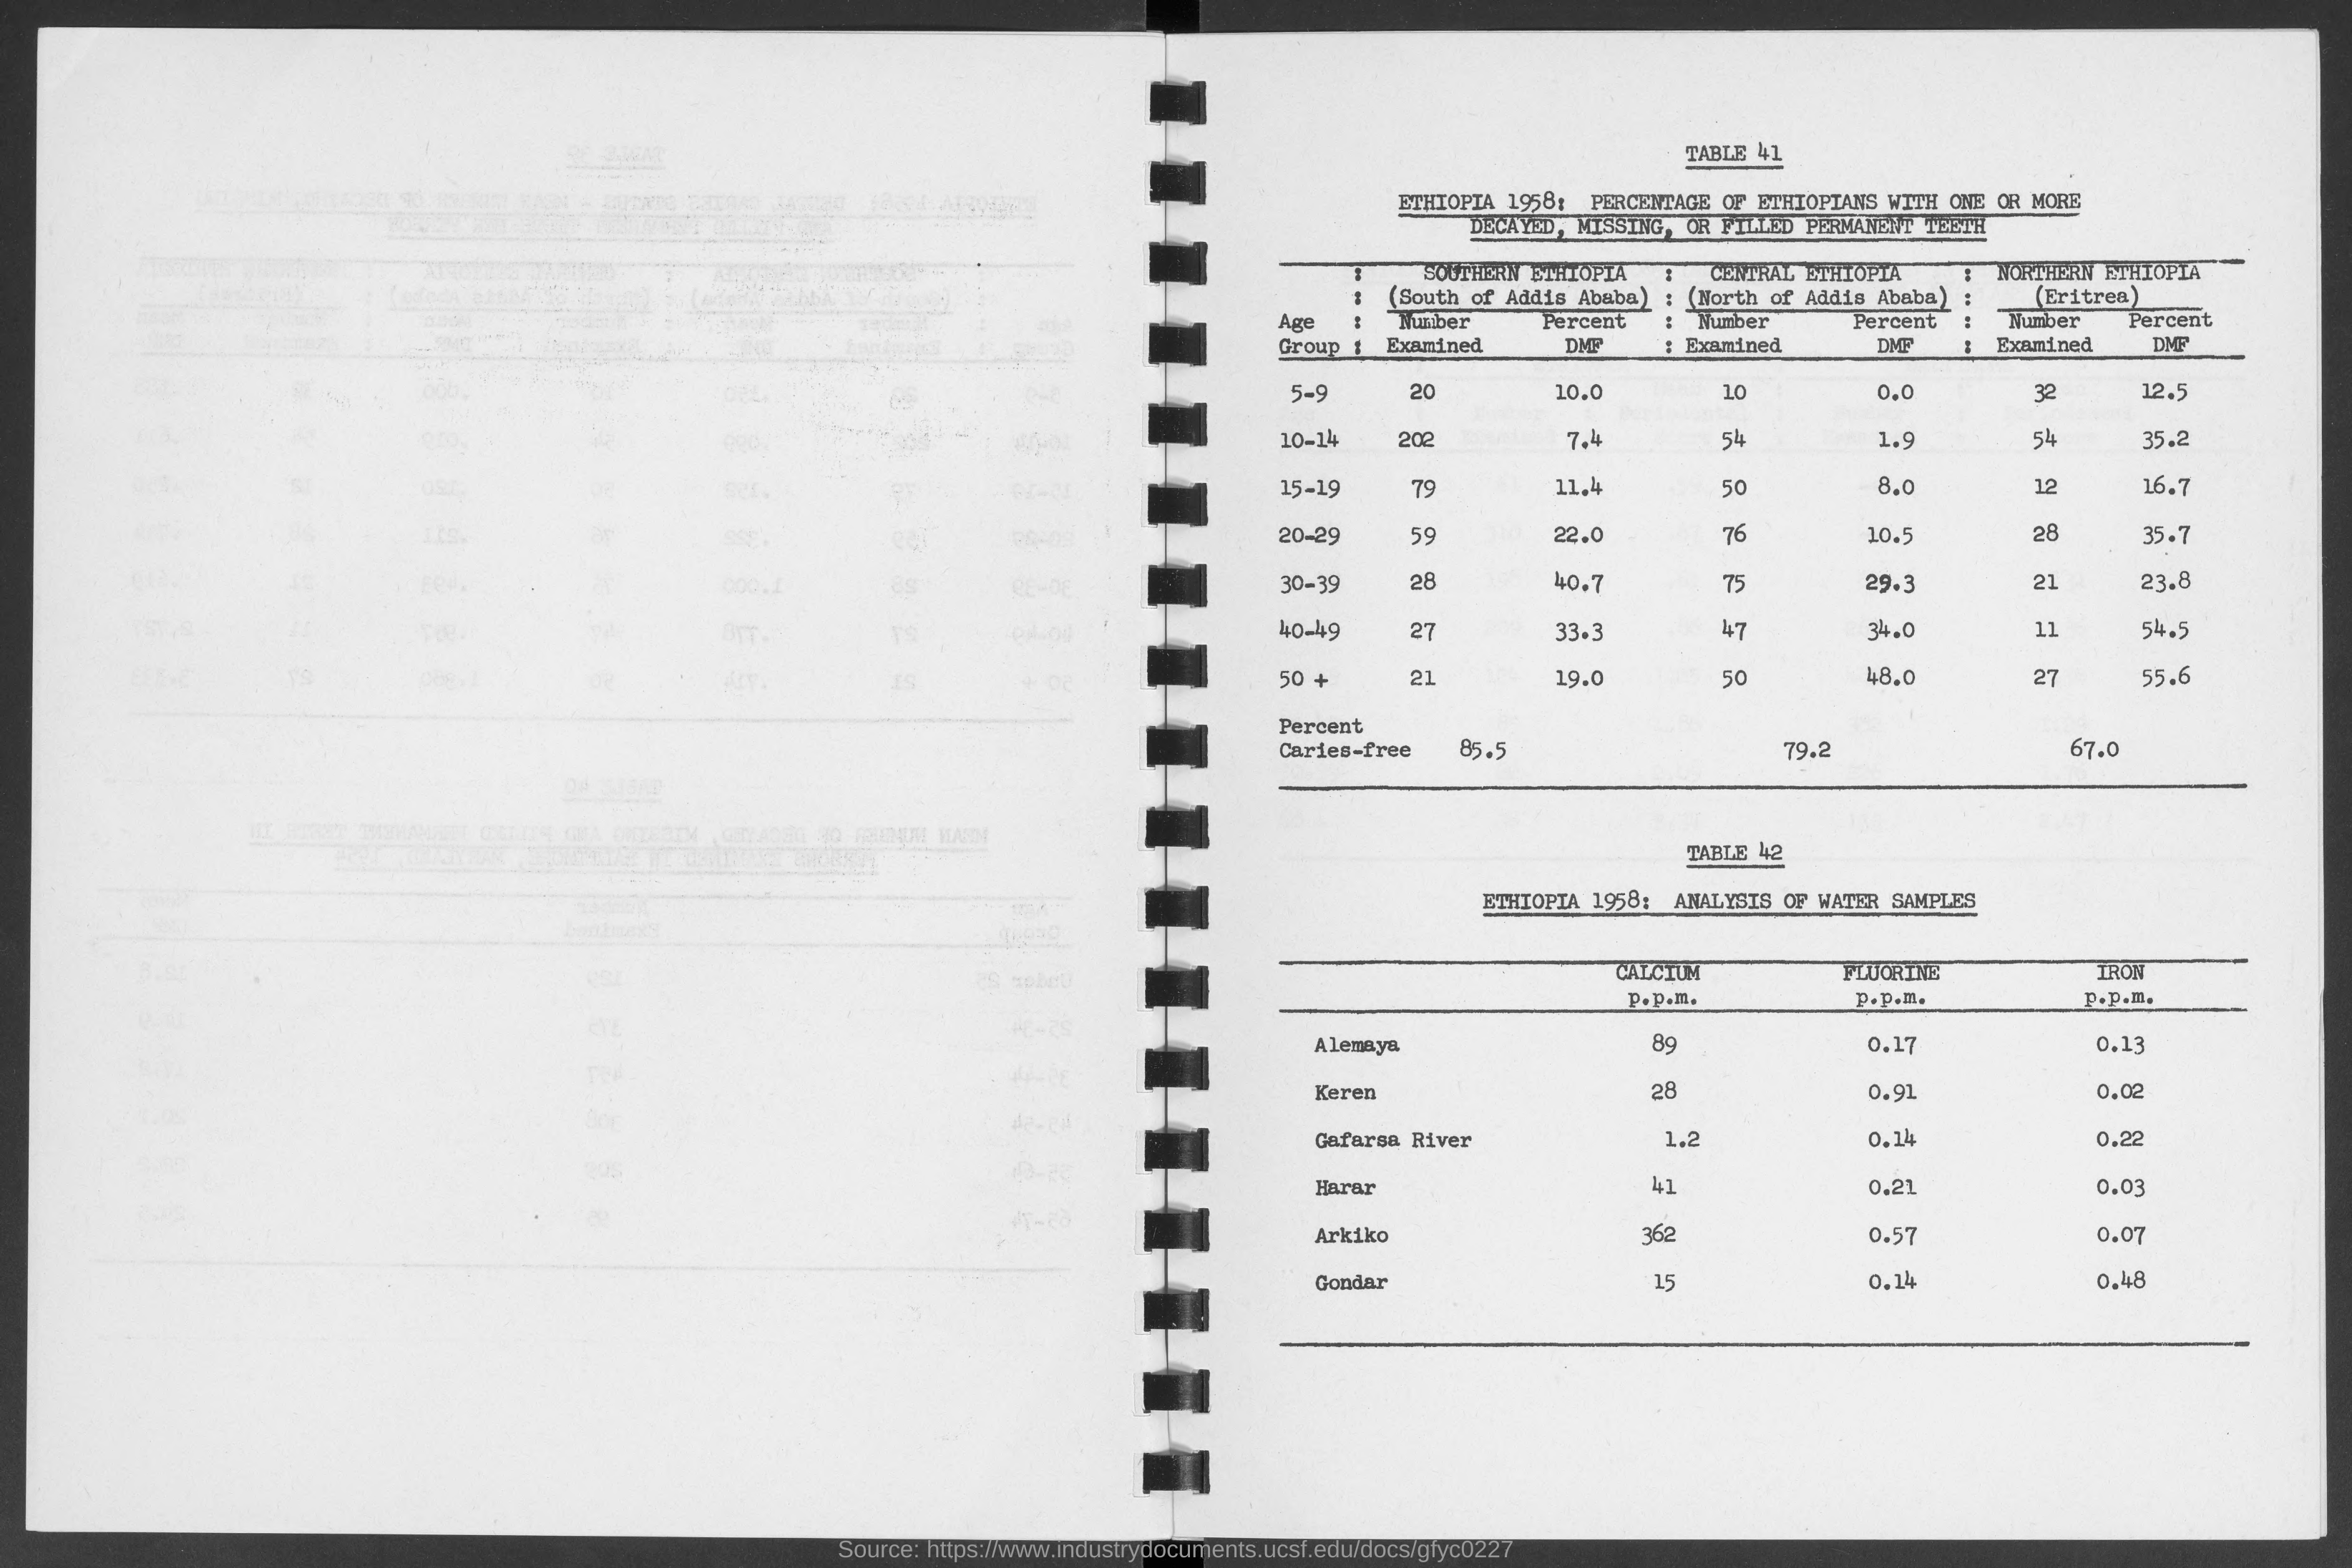 TABLE 41
ETHIOPIA 1958: PERCENTAGE OF ETHIOPIANS WITH ONE OR MORE
DECAYED, MISSING, OR FILLED PERMANENT TEETH
: SOUTHERN ETHIOPIA : CENTRAL ETHIOPIA : NORTHERN ETHIOPIA
: (South of Addis Ababa) : (North of Addis Ababa) : (Eritrea)
Age : Number Percent : Number Percent : Number Percent
Group : Examined DMF : Examined DMF : Examined DMF
5-9 20 10.0 10 0.0 32 12.5
10-14 202 7.4 54 1.9 54 35.2
15-19 79 11.4 50 8.0 12 16.7
20-29 59 22.0 76 10.5 28 35.7
30-39 28 40.7 75 29.3 21 23.8
40-49 27 33.3 47 34.0 11 54.5
50 + 21 19.0 50 48.0 27 55.6
Percent
Caries-free 85.5 79.2 67.0
TABLE 42
ETHIOPIA 1958: ANALYSIS OF WATER SAMPLES
CALCIUM FLUORINE IRON
p.p.m. p.p.m. p.p.m.
Alemaya 89 0.17 0.13
Keren 28 0.91 0.02
Gafarsa River 1.2 0.14 0.22
Harar 41 0.21 0.03
Arkiko 362 0.57 0.07
Gondar 15 0.14 0.48
Source: https://www.industrydocuments.ucsf.edu/docs/gfyc0227